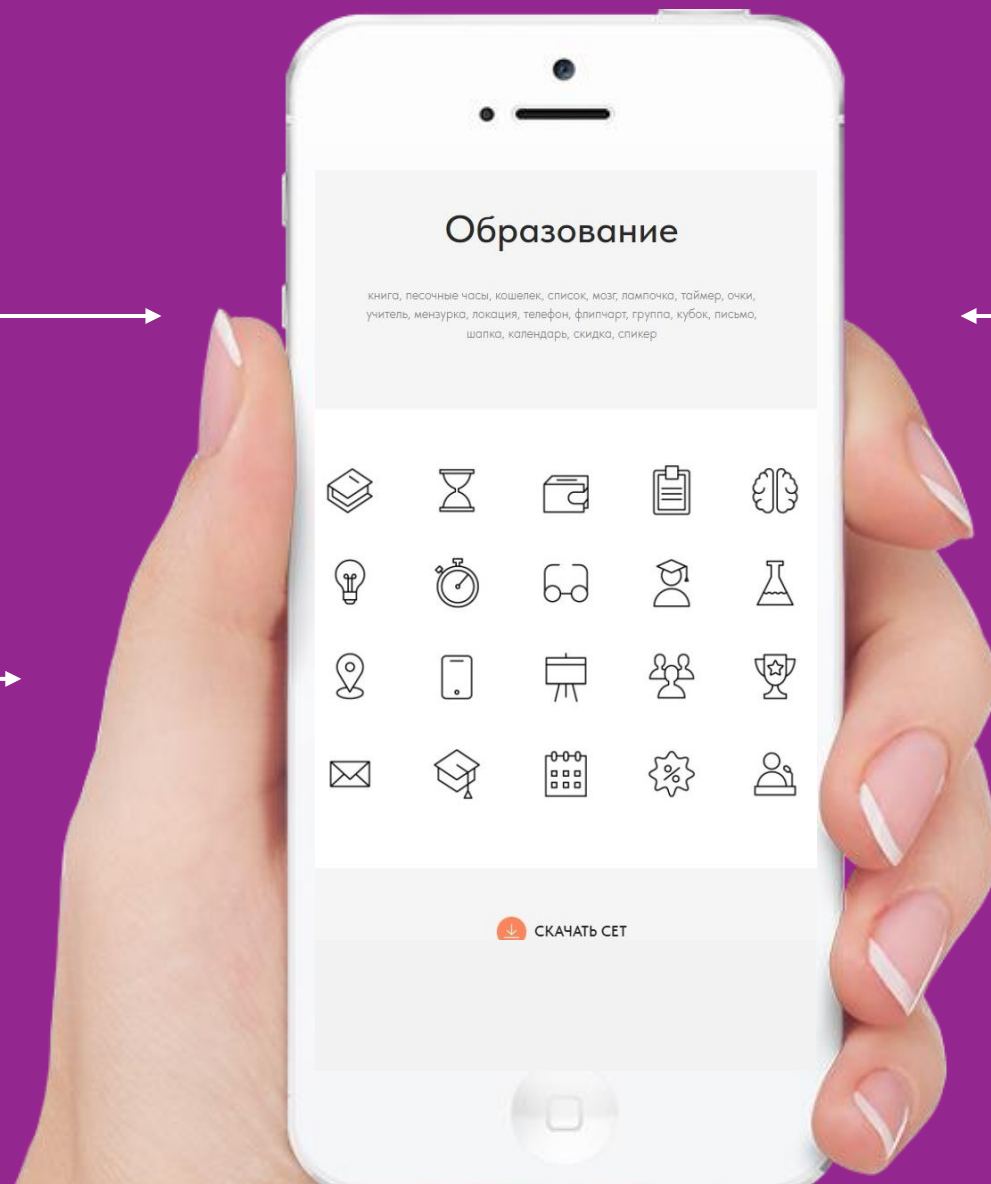 Образование
книга, песочные часы, кошелек, список, мозг, лампочка, таймер, очки,
учитель, мензурка, локация, телефон, флипчарт, группа, кубок, письмо,
шапка, календарь, скидка, спикер
СКАЧАТЬ СЕТ